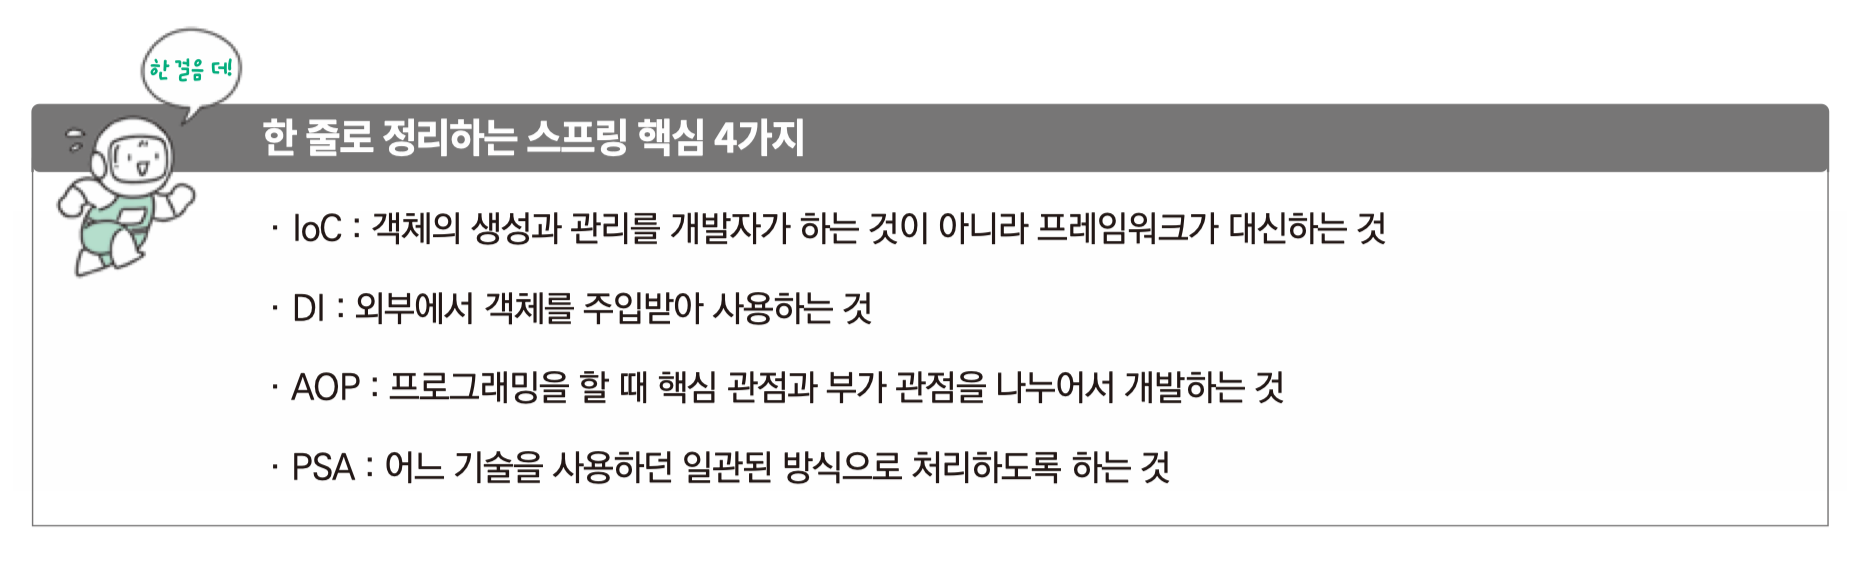 한 걸음 더!
한 줄로 정리하는 스프링 핵심 4가지
· IoC : 객체의 생성과 관리를 개발자가 하는 것이 아니라 프레임워크가 대신하는 것
· DI : 외부에서 객체를 주입받아 사용하는 것
· AOP : 프로그래밍을 할 때 핵심 관점과 부가 관점을 나누어서 개발하는 것
· PSA : 어느 기술을 사용하던 일관된 방식으로 처리하도록 하는 것